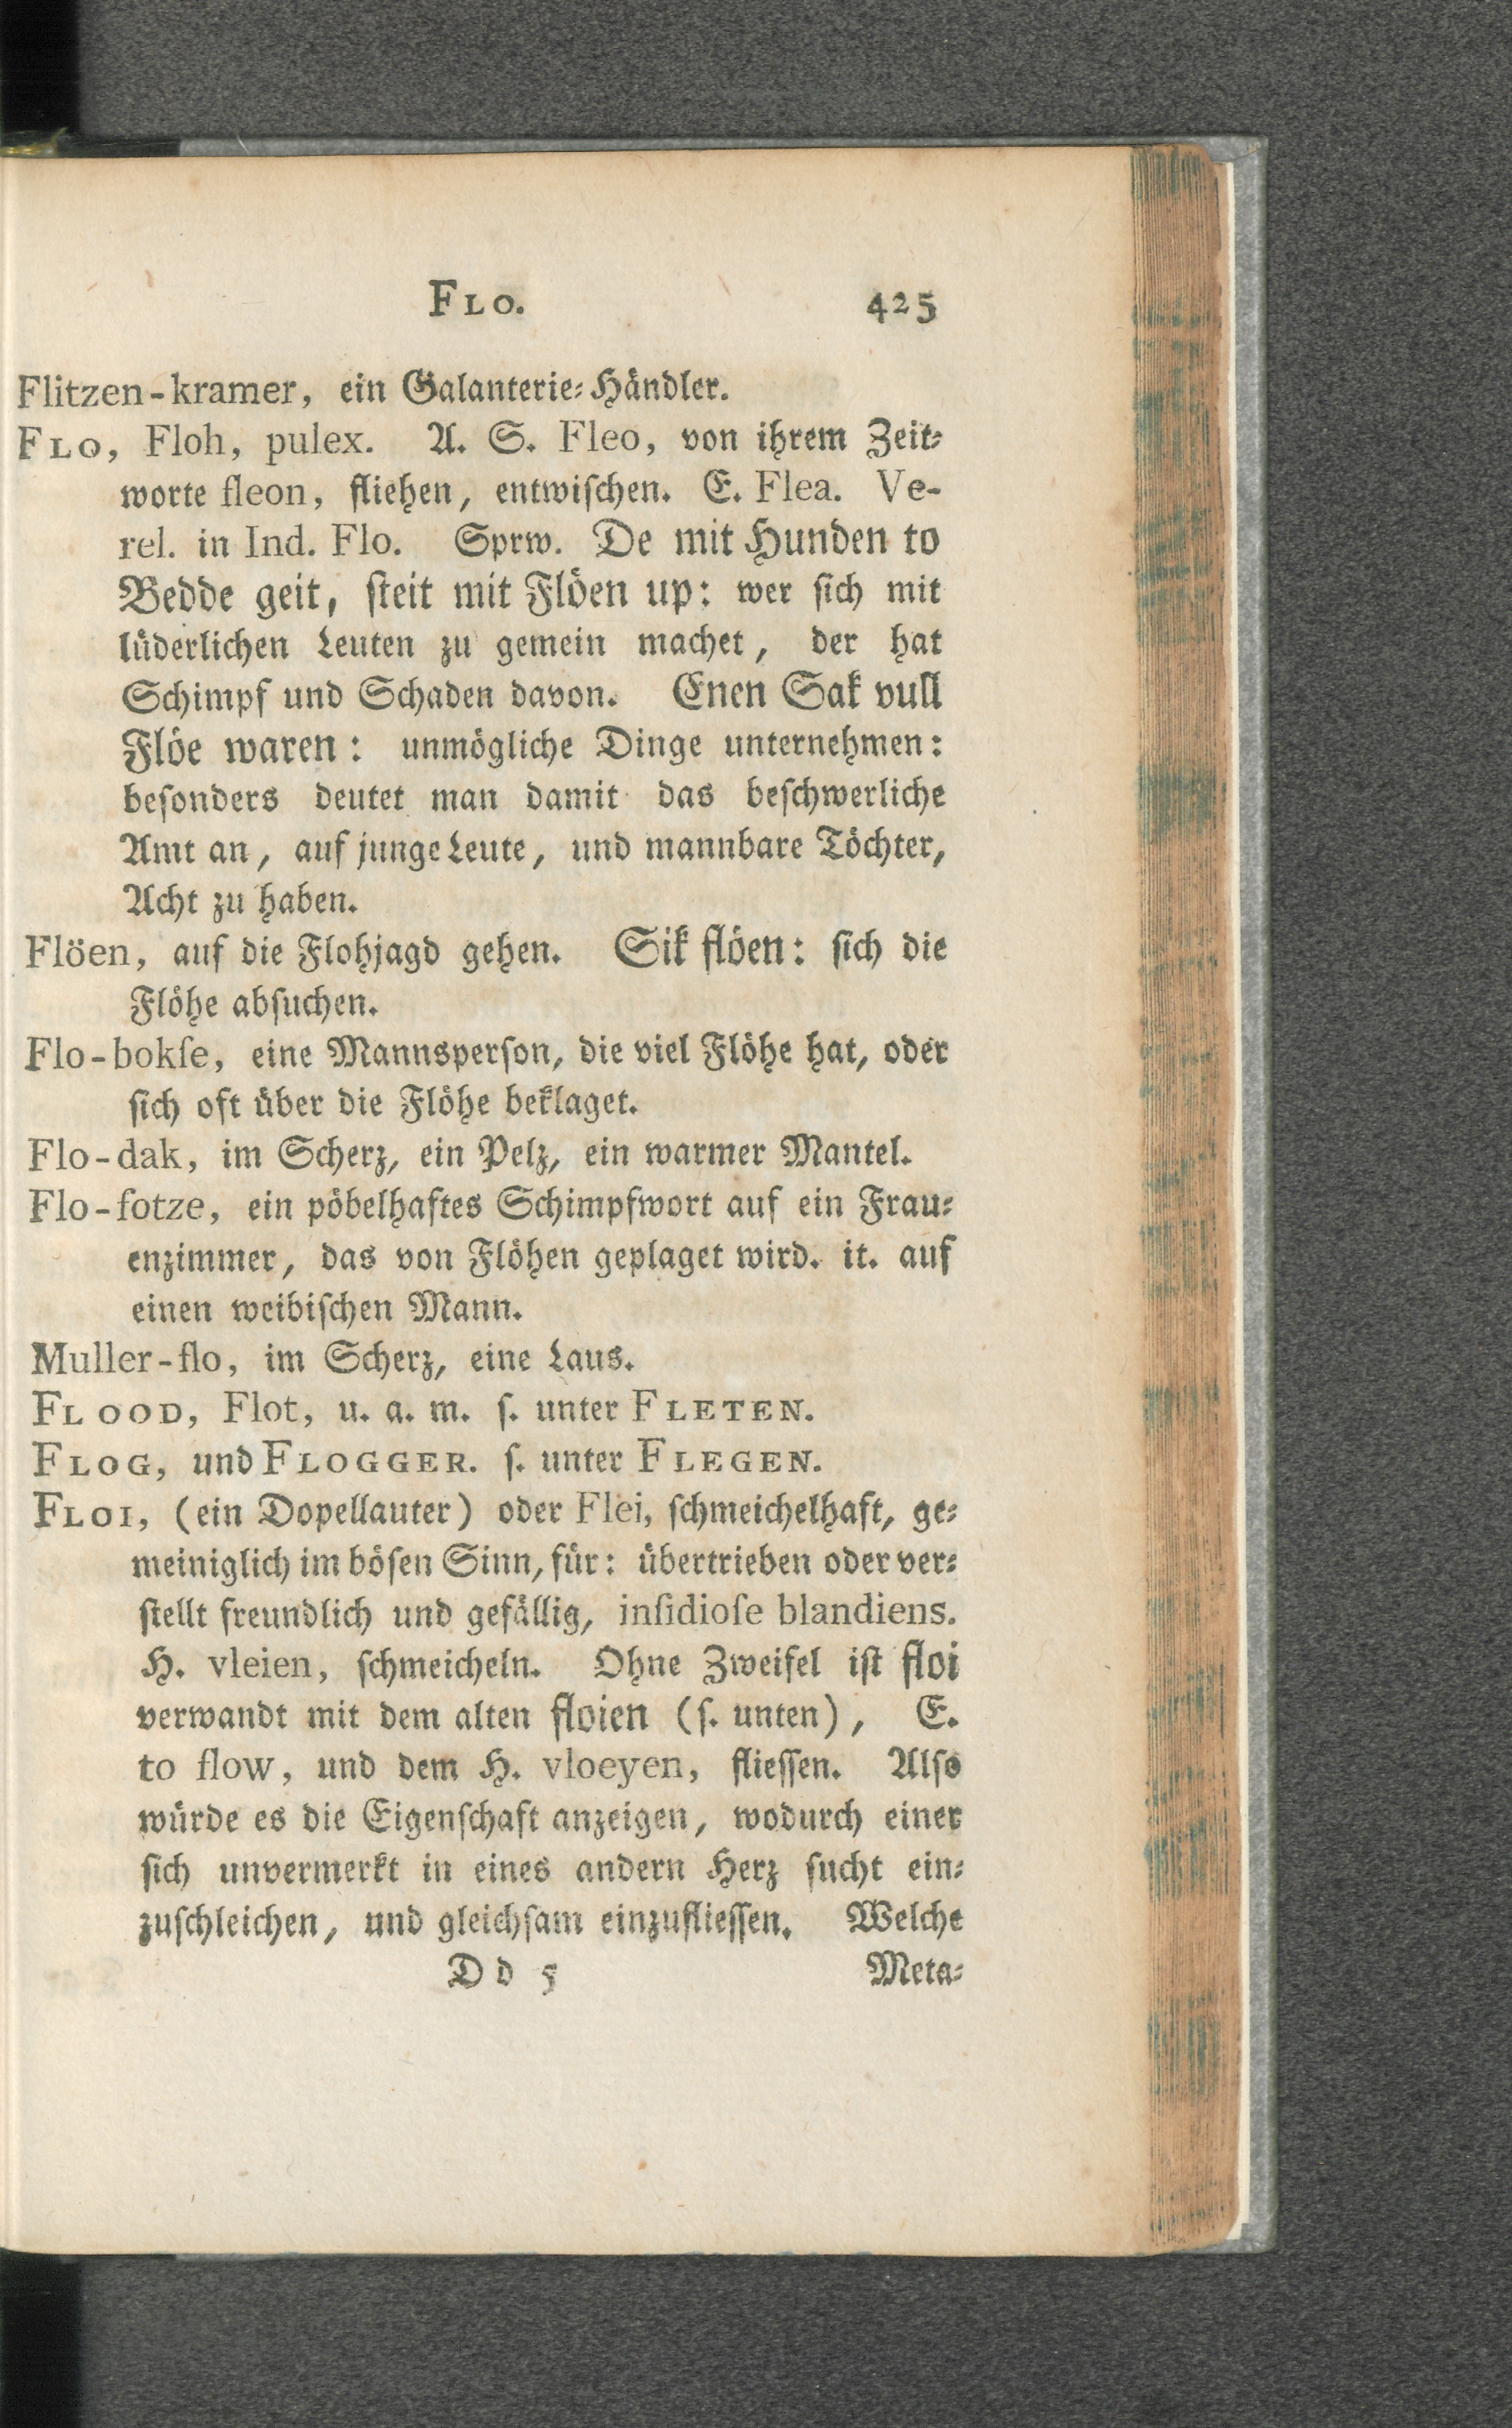 FLO. 425
Flitzen-kramer, ein Galanterie-Händler.
FLO, Floh, pulex. A. S. Fleo, von ihrem Zeit-
worte fleon, fliehen, entwiſchen. E. Flea. Ve-
rel. in Ind. Flo. Sprw. De mit Hunden to
Bedde geit, ſteit mit Flöen up: wer ſich mit
lüderlichen Leuten zu gemein machet, der hat
Schimpf und Schaden davon. Enen Sak vull
Flöe waren: unmögliche Dinge unternehmen:
beſonders deutet man damit das beſchwerliche
Amt an, auf junge Leute, und mannbare Töchter,
Acht zu haben.
Flöen, auf die Flohjagd gehen. Sik flöen: ſich die
Flöhe abſuchen.
Flo-bokſe, eine Mannsperſon, die viel Flöhe hat, oder
ſich oft über die Flöhe beklaget.
Flo-dak, im Scherz, ein Pelz, ein warmer Mantel.
Flo-fotze, ein pöbelhaftes Schimpfwort auf ein Frau-
enzimmer, das von Flöhen geplaget wird. it. auf
einen weibiſchen Mann.
Muller-flo, im Scherz, eine Laus.
FLOOD, Flot, u. a. m. ſ. unter FLETEN.
FLOG, und FLOGGER. ſ. unter FLEGEN.
FLOI, (ein Dopellauter) oder Flei, ſchmeichelhaft, ge-
meiniglich im böſen Sinn, für: übertrieben oder ver-
ſtellt freundlich und gefällig, inſidioſe blandiens.
H. vleien, ſchmeicheln. Ohne Zweifel iſt floi
verwandt mit dem alten floien (ſ. unten), E.
to flow, und dem H. vloeyen, flieſſen. Alſo
würde es die Eigenſchaft anzeigen, wodurch einer
ſich unvermerkt in eines andern Herz ſucht ein-
zuſchleichen, und gleichſam einzuflieſſen. Welche
D d 5 Meta-